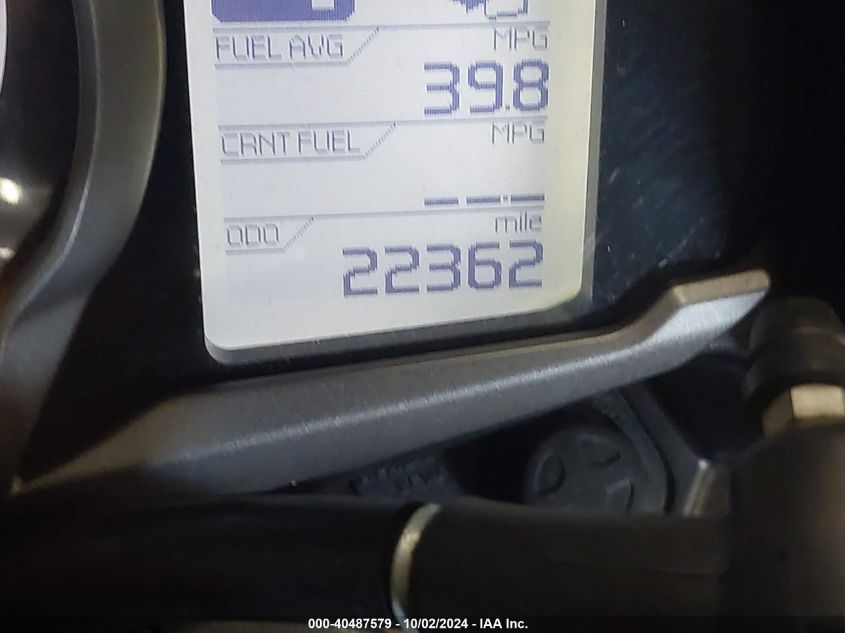 FUEL AVG MPG
39.8
CRNT FUEL MPG
--.-
ODO mile
22362
000-40487579 - 10/02/2024 - IAA Inc.